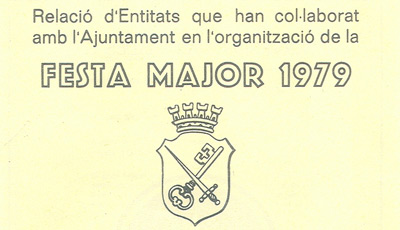 Relació d'Entitats que han col·laborat
amb l'Ajuntament en l'organització de la
FESTA MAJOR 1979